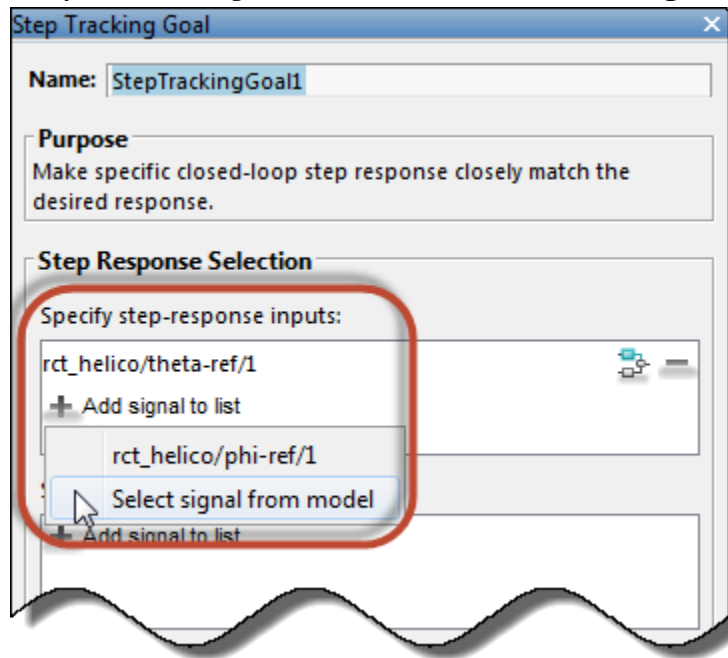 Step Tracking Goal
Name: StepTrackingGoal1
Purpose
Make specific closed-loop step response closely match the
desired response.
Step Response Selection
Specify step-response inputs:
rct_helico/theta-ref/1
Add signal to list
rct_helico/phi-ref/1
Select signal from model
Add signal to list